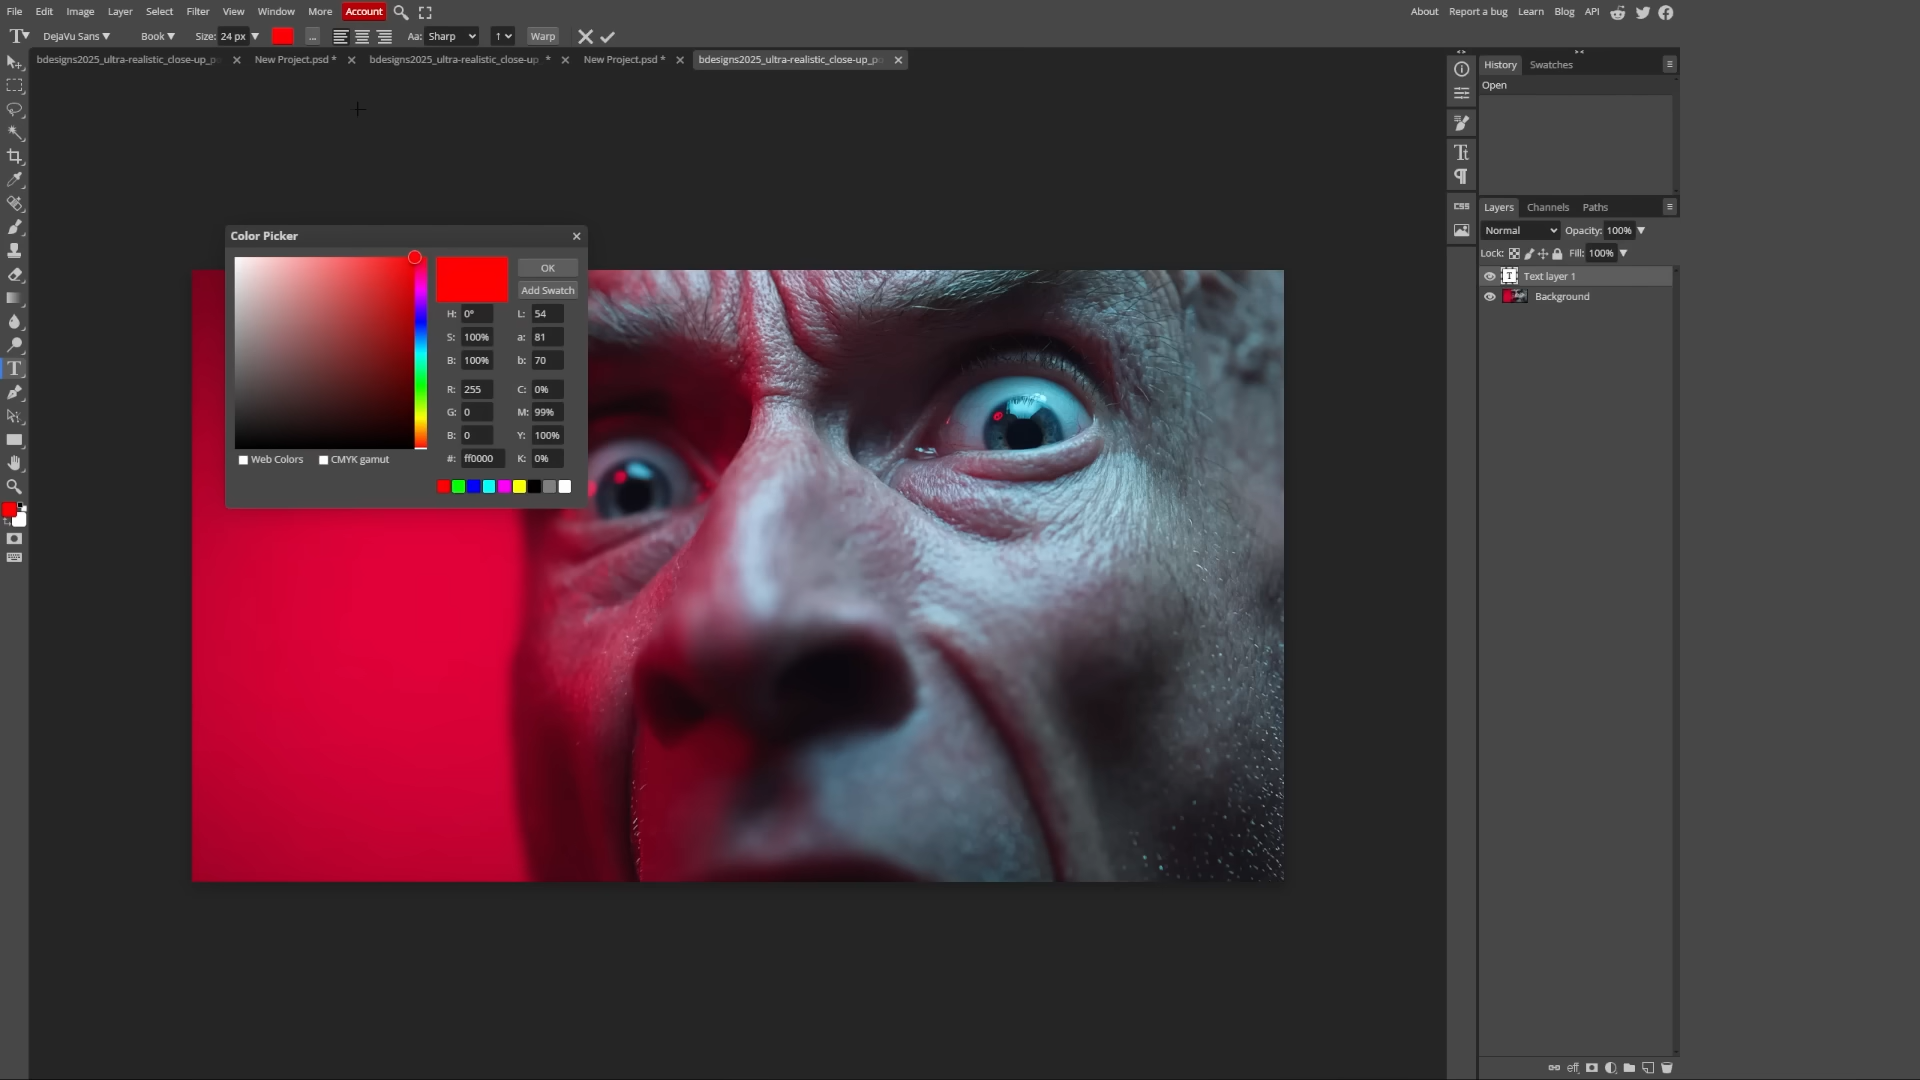 File Edit Image Layer Select Filter View Window More Account About Report a bug Learn Blog API
DejaVu Sans Book Size: 24 px ... Aa: Sharp 1 Warp
bdesigns2025_ultra-realistic_close-up_p New Project.psd * bdesigns2025_ultra-realistic_close-up * New Project.psd * bdesigns2025_ultra-realistic_close-up_po
History Swatches
Open
CSS
Layers Channels Paths
Normal Opacity: 100%
Lock: Fill: 100%
Text layer 1
Background
Color Picker
OK
Add Swatch
H: 0° L: 54
S: 100% a: 81
B: 100% b: 70
R: 255 C: 0%
G: 0 M: 99%
B: 0 Y: 100%
#: ff0000 K: 0%
Web Colors CMYK gamut
eff